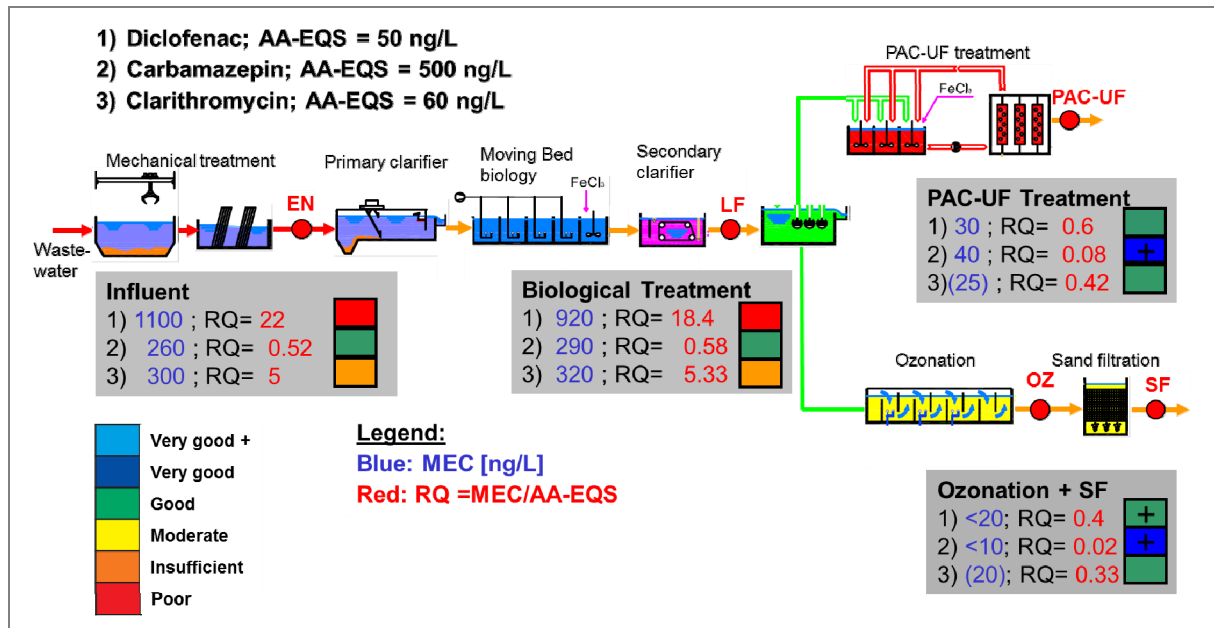 1) Diclofenac; AA-EQS = 50 ng/L
2) Carbamazepin; AA-EQS = 500 ng/L
3) Clarithromycin; AA-EQS = 60 ng/L
PAC-UF treatment
FeCl₃
PAC-UF
Mechanical treatment
Primary clarifier
Moving Bed
biology
FeCl₃
Secondary
clarifier
EN
LF
Waste-
water
PAC-UF Treatment
1) 30 ; RQ= 0.6
2) 40 ; RQ= 0.08 +
3)(25) ; RQ= 0.42
Influent
1) 1100 ; RQ= 22
2) 260 ; RQ= 0.52
3) 300 ; RQ= 5
Biological Treatment
1) 920 ; RQ= 18.4
2) 290 ; RQ= 0.58
3) 320 ; RQ= 5.33
Ozonation
OZ
Sand filtration
SF
Very good +
Very good
Good
Moderate
Insufficient
Poor
Legend:
Blue: MEC [ng/L]
Red: RQ =MEC/AA-EQS
Ozonation + SF
1) <20; RQ= 0.4 +
2) <10; RQ= 0.02 +
3) (20); RQ= 0.33